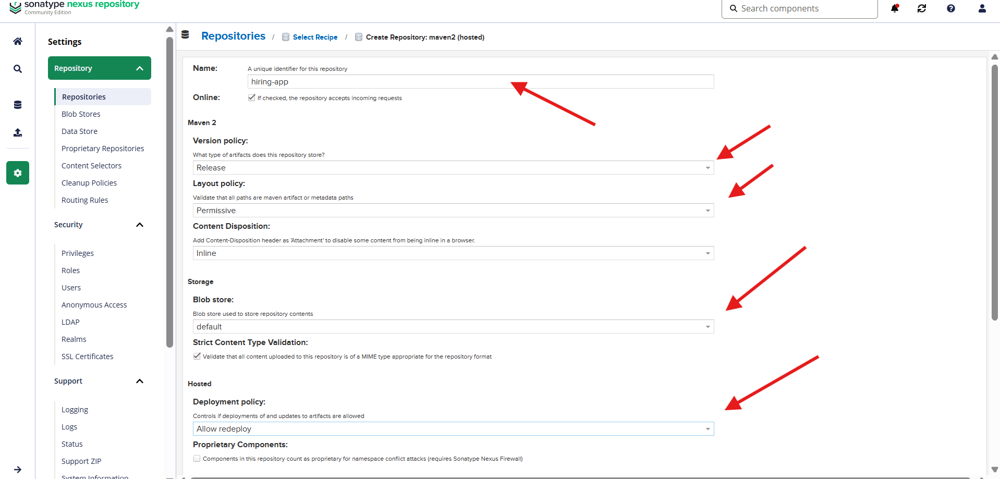 sonatype nexus repository
Community Edition
Search components
Settings
Repository
Repositories
Blob Stores
Data Store
Proprietary Repositories
Content Selectors
Cleanup Policies
Routing Rules
Security
Privileges
Roles
Users
Anonymous Access
LDAP
Realms
SSL Certificates
Support
Logging
Logs
Status
Support ZIP
System Information
Repositories / Select Recipe / Create Repository: maven2 (hosted)
Name: A unique identifier for this repository
hiring-app
Online: If checked, the repository accepts incoming requests
Maven 2
Version policy:
What type of artifacts does this repository store?
Release
Layout policy:
Validate that all paths are maven artifact or metadata paths
Permissive
Content Disposition:
Add Content-Disposition header as 'Attachment' to disable some content from being inline in a browser.
Inline
Storage
Blob store:
Blob store used to store repository contents
default
Strict Content Type Validation:
Validate that all content uploaded to this repository is of a MIME type appropriate for the repository format
Hosted
Deployment policy:
Controls if deployments of and updates to artifacts are allowed
Allow redeploy
Proprietary Components:
Components in this repository count as proprietary for namespace conflict attacks (requires Sonatype Nexus Firewall)